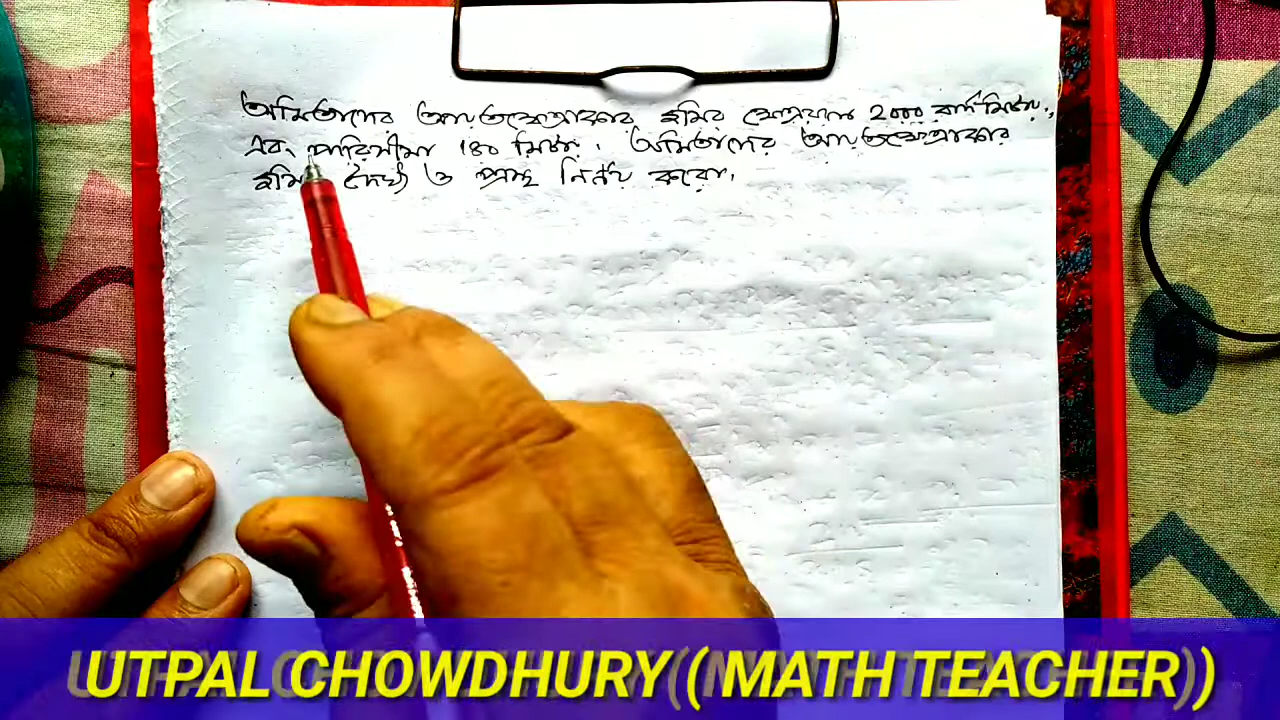 অমিতাদের আয়তক্ষেত্রাকার জমির ক্ষেত্রফল 2000 বর্গমিটার,
এবং পরিসীমা 180 মিটার। অমিতাদের আয়তক্ষেত্রাকার
দৈর্ঘ্য ও প্রস্থ নির্ণয় করো।
UTPAL CHOWDHURY((MATH TEACHER))